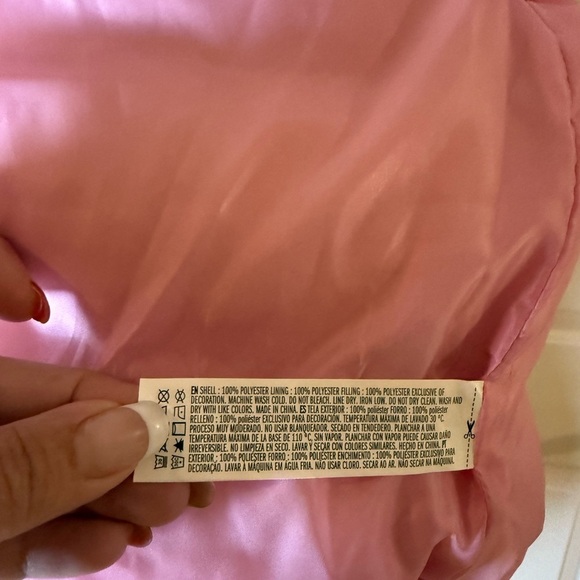 EN SHELL : 100% POLYESTER LINING : 100% POLYESTER FILLING : 100% POLYESTER EXCLUSIVE OF
DECORATION. MACHINE WASH COLD. DO NOT BLEACH. LINE DRY. IRON LOW. DO NOT DRY CLEAN. WASH AND
DRY WITH LIKE COLORS. MADE IN CHINA. ES TELA EXTERIOR : 100% poliéster FORRO : 100% poliéster
RELLENO : 100% poliéster EXCLUSIVO PARA DECORACIÓN. TEMPERATURA MÁXIMA DE LAVADO 30 °C,
PROCESO MUY MODERADO. NO USAR BLANQUEADOR. SECADO EN TENDEDERO. PLANCHAR A UNA
TEMPERATURA MÁXIMA DE LA BASE DE 110 °C, SIN VAPOR. PLANCHAR CON VAPOR PUEDE CAUSAR DAÑO
IRREVERSIBLE. NO LIMPIEZA EN SECO. LAVAR Y SECAR CON COLORES SIMILARES. HECHO EN CHINA. PT
EXTERIOR : 100% poliéster FORRO : 100% poliéster ENCHIMENTO : 100% poliéster EXCLUSIVO PARA
DECORAÇÃO. LAVAR À MÁQUINA EM ÁGUA FRIA. NÃO USAR CLORO. SECAR AO AR. NÃO SECAR NA MÁQUINA.